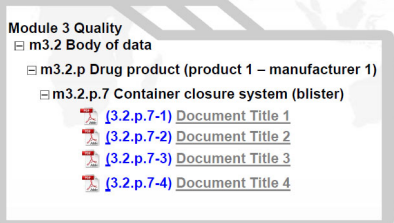 Module 3 Quality
m3.2 Body of data
m3.2.p Drug product (product 1 – manufacturer 1)
m3.2.p.7 Container closure system (blister)
(3.2.p.7-1) Document Title 1
(3.2.p.7-2) Document Title 2
(3.2.p.7-3) Document Title 3
(3.2.p.7-4) Document Title 4